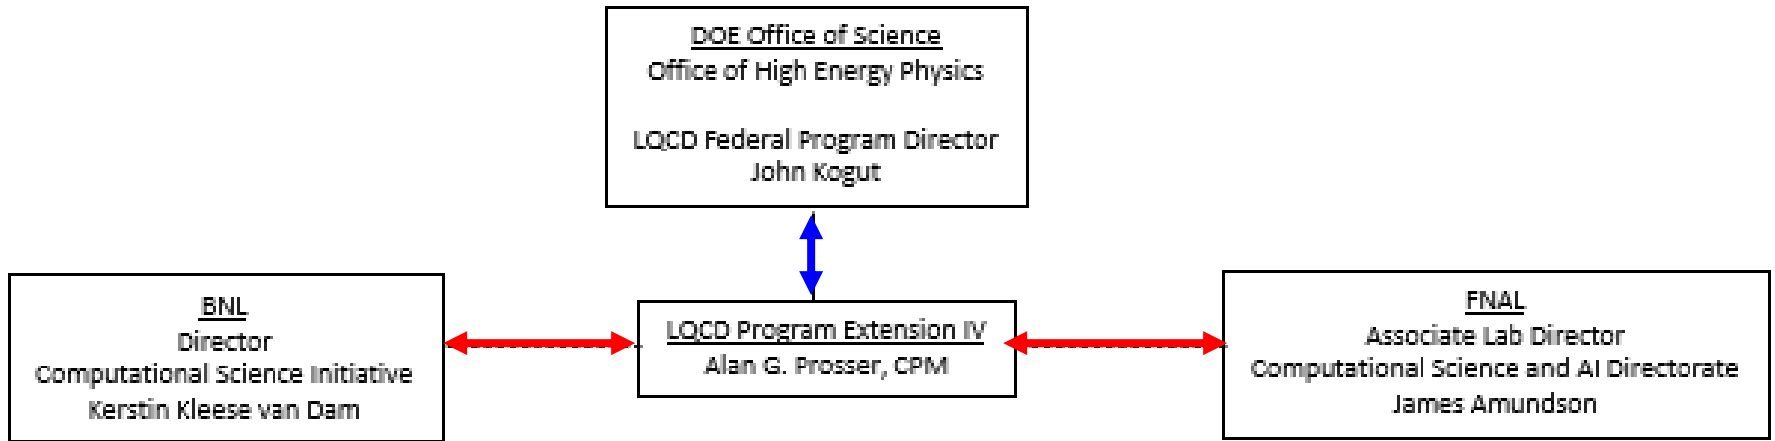 DOE Office of Science
Office of High Energy Physics
LQCD Federal Program Director
John Kogut
BNL
Director
Computational Science Initiative
Kerstin Kleese van Dam
LQCD Program Extension IV
Alan G. Prosser, CPM
FNAL
Associate Lab Director
Computational Science and AI Directorate
James Amundson